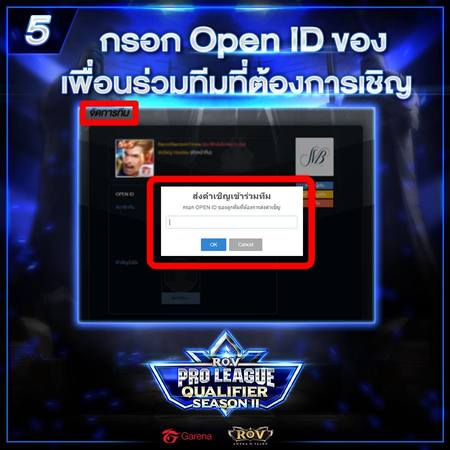 5
กรอก Open ID ของ
เพื่อนร่วมทีมที่ต้องการเชิญ
จัดการทีม
OPEN ID
ส่งคำเชิญเข้าร่วมทีม
กรอก OPEN ID ของลูกทีมที่ต้องการส่งคำเชิญ
OK
Cancel
ROV
PRO LEAGUE
QUALIFIER
SEASON II
Garena
ROV